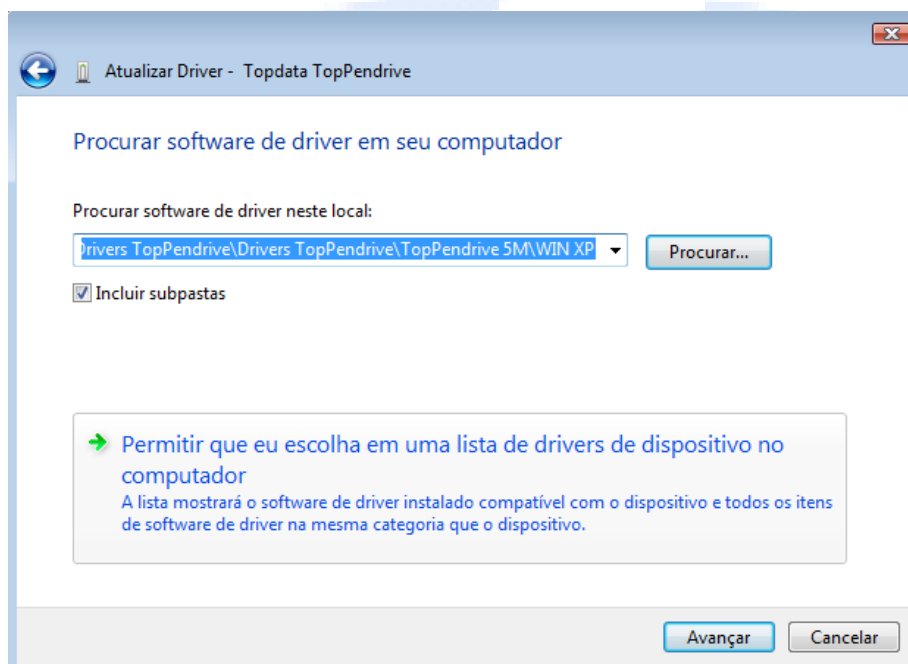 Atualizar Driver - Topdata TopPendrive
Procurar software de driver em seu computador
Procurar software de driver neste local:
rivers TopPendrive\Drivers TopPendrive\TopPendrive 5M\WIN XP
Procurar...
Incluir subpastas
Permitir que eu escolha em uma lista de drivers de dispositivo no
computador
A lista mostrará o software de driver instalado compatível com o dispositivo e todos os itens
de software de driver na mesma categoria que o dispositivo.
Avançar
Cancelar